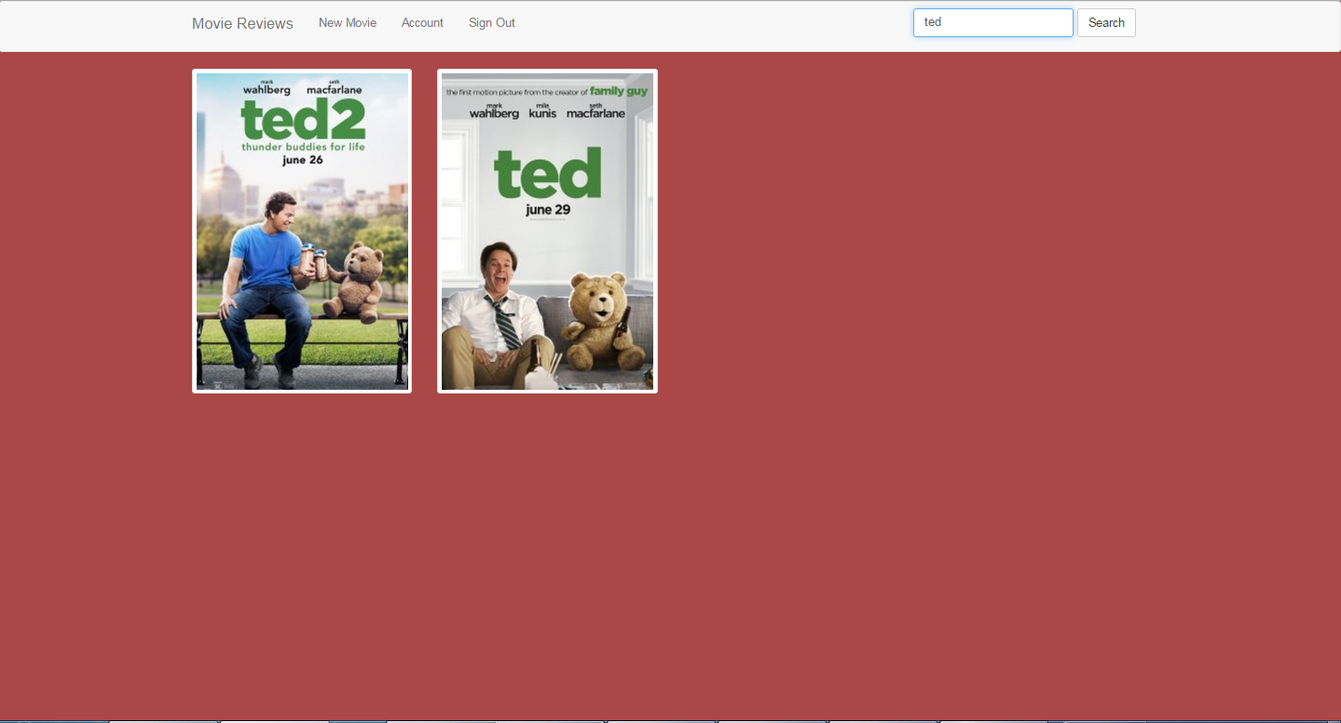 Movie Reviews New Movie Account Sign Out ted Search
mark seth
wahlberg macfarlane
ted2
thunder buddies for life
june 26
the first motion picture from the creator of family guy
mark mila seth
wahlberg kunis macfarlane
ted
june 29